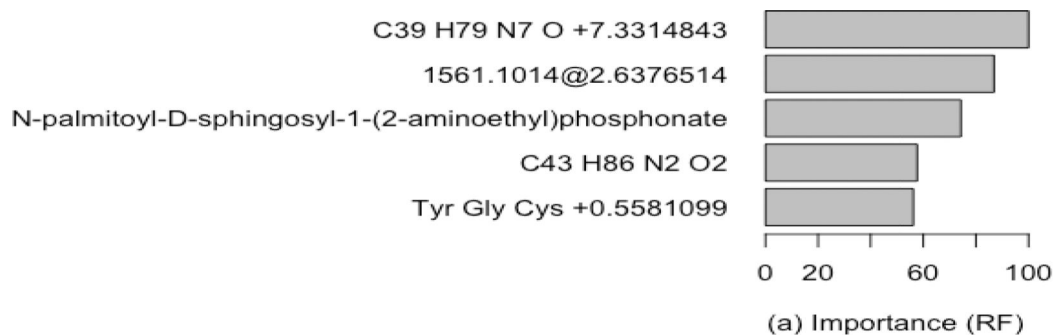 C39 H79 N7 O +7.3314843
1561.1014@2.6376514
N-palmitoyl-D-sphingosyl-1-(2-aminoethyl)phosphonate
C43 H86 N2 O2
Tyr Gly Cys +0.5581099
0 20 60 100
(a) Importance (RF)